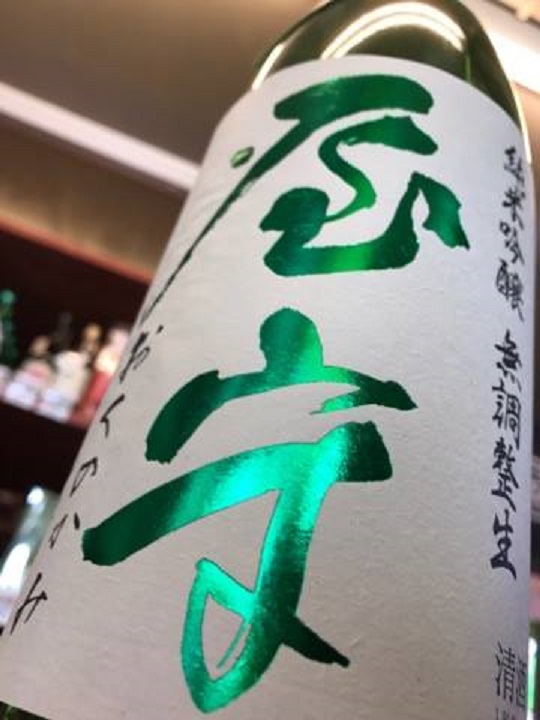 純米吟醸 無調整生
屋守
おくのかみ
清酒